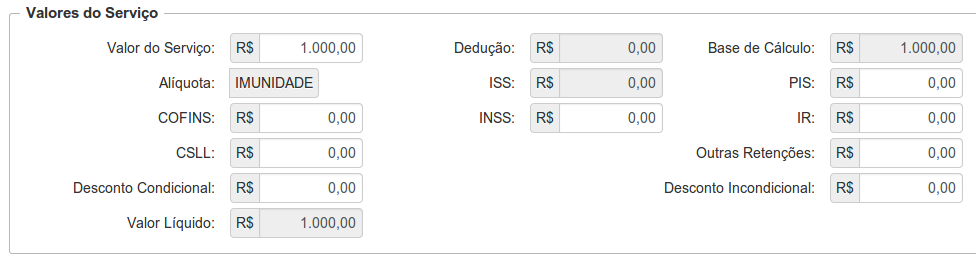 Valores do Serviço
Valor do Serviço: R$ 1.000,00 Dedução: R$ 0,00 Base de Cálculo: R$ 1.000,00
Alíquota: IMUNIDADE ISS: R$ 0,00 PIS: R$ 0,00
COFINS: R$ 0,00 INSS: R$ 0,00 IR: R$ 0,00
CSLL: R$ 0,00 Outras Retenções: R$ 0,00
Desconto Condicional: R$ 0,00 Desconto Incondicional: R$ 0,00
Valor Líquido: R$ 1.000,00